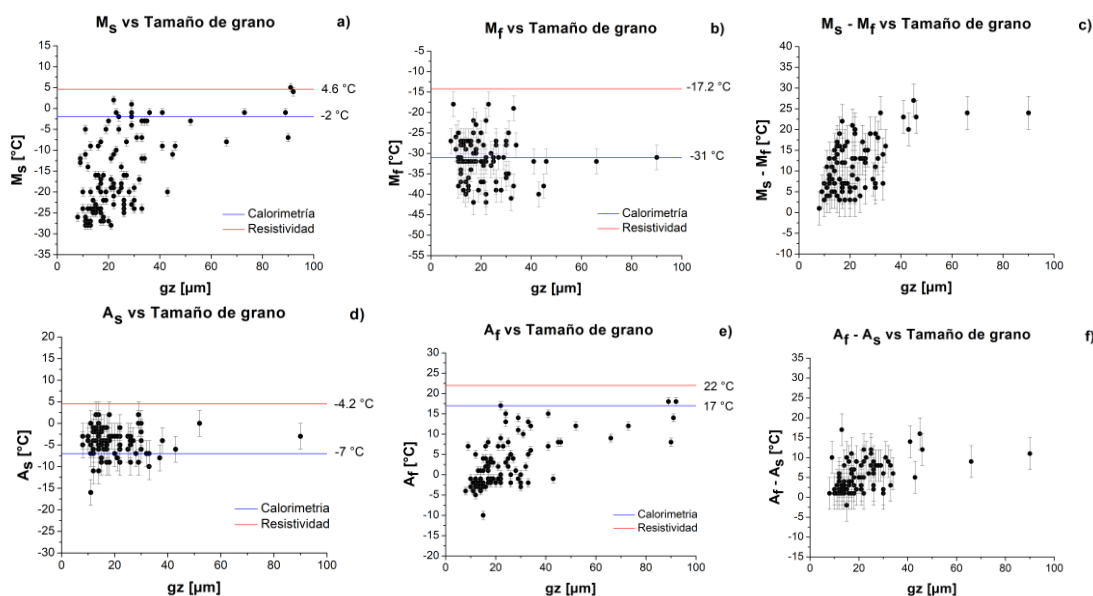 Ms vs Tamaño de grano
a)
Ms [°C]
15
10
5
0
-5
-10
-15
-20
-25
-30
-35
4.6 °C
-2 °C
Calorimetría
Resistividad
0 20 40 60 80 100
gz [µm]
Mf vs Tamaño de grano
b)
Mf [°C]
-5
-10
-15
-20
-25
-30
-35
-40
-45
-50
-55
-17.2 °C
-31 °C
Calorimetría
Resistividad
0 20 40 60 80 100
gz [µm]
Ms - Mf vs Tamaño de grano
c)
Ms - Mf [°C]
40
35
30
25
20
15
10
5
0
-5
-10
0 20 40 60 80 100
gz [µm]
As vs Tamaño de grano
d)
As [°C]
20
15
10
5
0
-5
-10
-15
-20
-25
-30
-4.2 °C
-7 °C
Calorimetria
Resistividad
0 20 40 60 80 100
gz [µm]
Af vs Tamaño de grano
e)
Af [°C]
30
25
20
15
10
5
0
-5
-10
-15
-20
22 °C
17 °C
Calorimetria
Resistividad
0 20 40 60 80 100
gz [µm]
Af - As vs Tamaño de grano
f)
Af - As [°C]
35
30
25
20
15
10
5
0
-5
-10
-15
0 20 40 60 80 100
gz [µm]